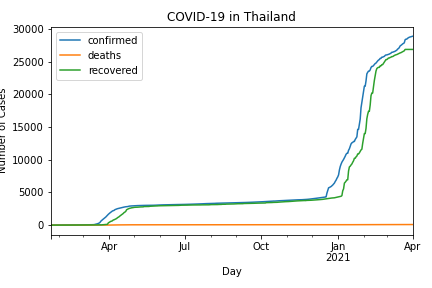 COVID-19 in Thailand
confirmed
deaths
recovered
30000
25000
20000
15000
10000
5000
0
Number of Cases
Apr
Jul
Oct
Jan
2021
Apr
Day